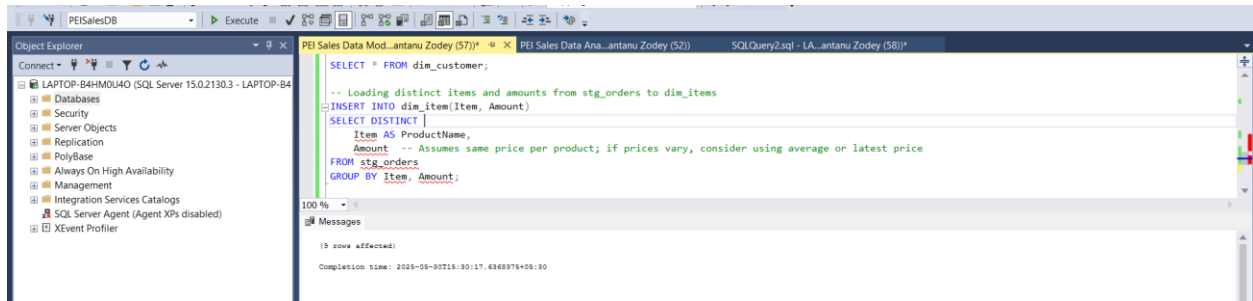 PEISalesDB
Execute
Object Explorer
Connect
LAPTOP-B4HM0U4O (SQL Server 15.0.2130.3 - LAPTOP-B4
Databases
Security
Server Objects
Replication
PolyBase
Always On High Availability
Management
Integration Services Catalogs
SQL Server Agent (Agent XPs disabled)
XEvent Profiler
PEI Sales Data Mod...antanu Zodey (57))*
PEI Sales Data Ana...antanu Zodey (52))
SQLQuery2.sql - LA...antanu Zodey (58))*
SELECT * FROM dim_customer;
-- Loading distinct items and amounts from stg_orders to dim_items
INSERT INTO dim_item(Item, Amount)
SELECT DISTINCT
Item AS ProductName,
Amount -- Assumes same price per product; if prices vary, consider using average or latest price
FROM stg_orders
GROUP BY Item, Amount;
100 %
Messages
(9 rows affected)
Completion time: 2025-05-30T15:30:17.6368375+05:30